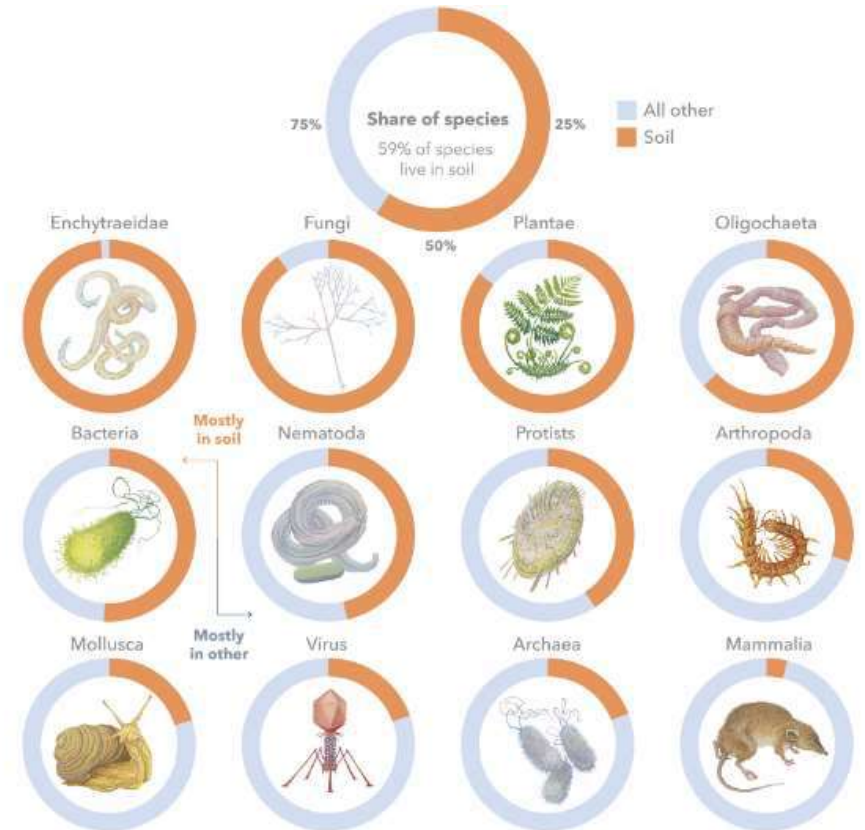 Share of species
59% of species
live in soil
75%
25%
50%
All other
Soil
Enchytraeidae
Fungi
Plantae
Oligochaeta
Bacteria
Mostly
in soil
Nematoda
Protists
Arthropoda
Mostly
in other
Mollusca
Virus
Archaea
Mammalia